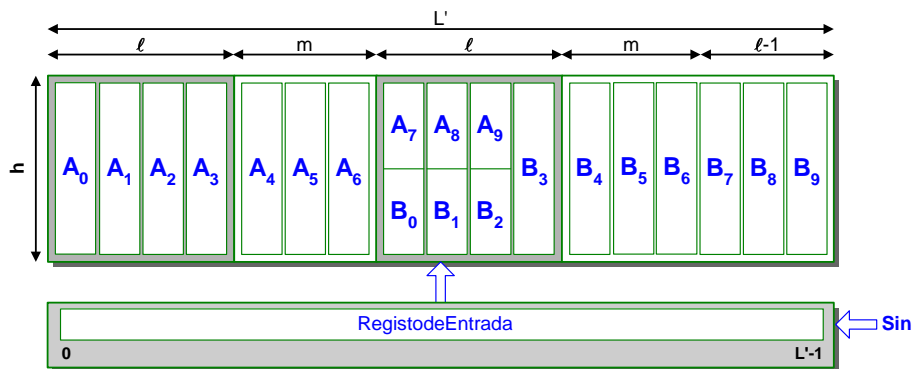 L'
ℓ m ℓ m ℓ-1
h
A0 A1 A2 A3 A4 A5 A6 A7 A8 A9 B3 B4 B5 B6 B7 B8 B9
B0 B1 B2
RegistodeEntrada
Sin
0 L'-1